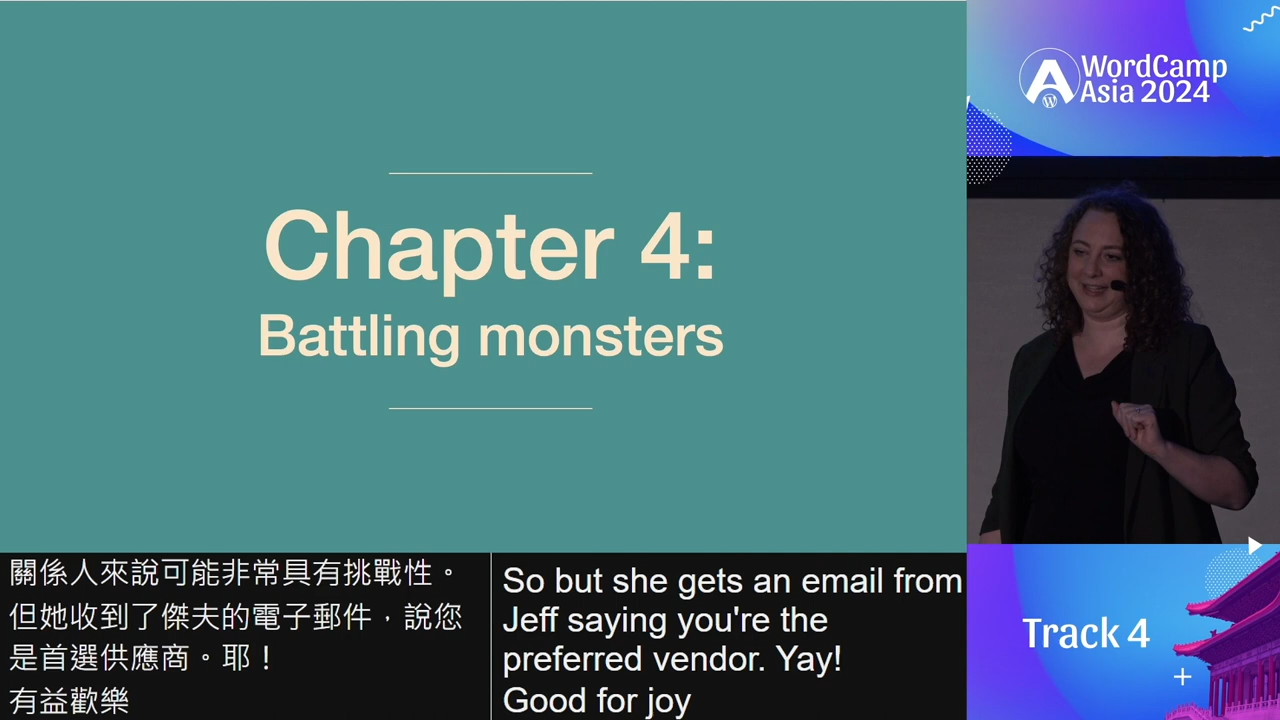 Chapter 4:
Battling monsters
關係人來說可能非常具有挑戰性。
但她收到了傑夫的電子郵件，說您
是首選供應商。耶！
有益歡樂
So but she gets an email from
Jeff saying you're the
preferred vendor. Yay!
Good for joy
WordCamp
Asia 2024
Track 4